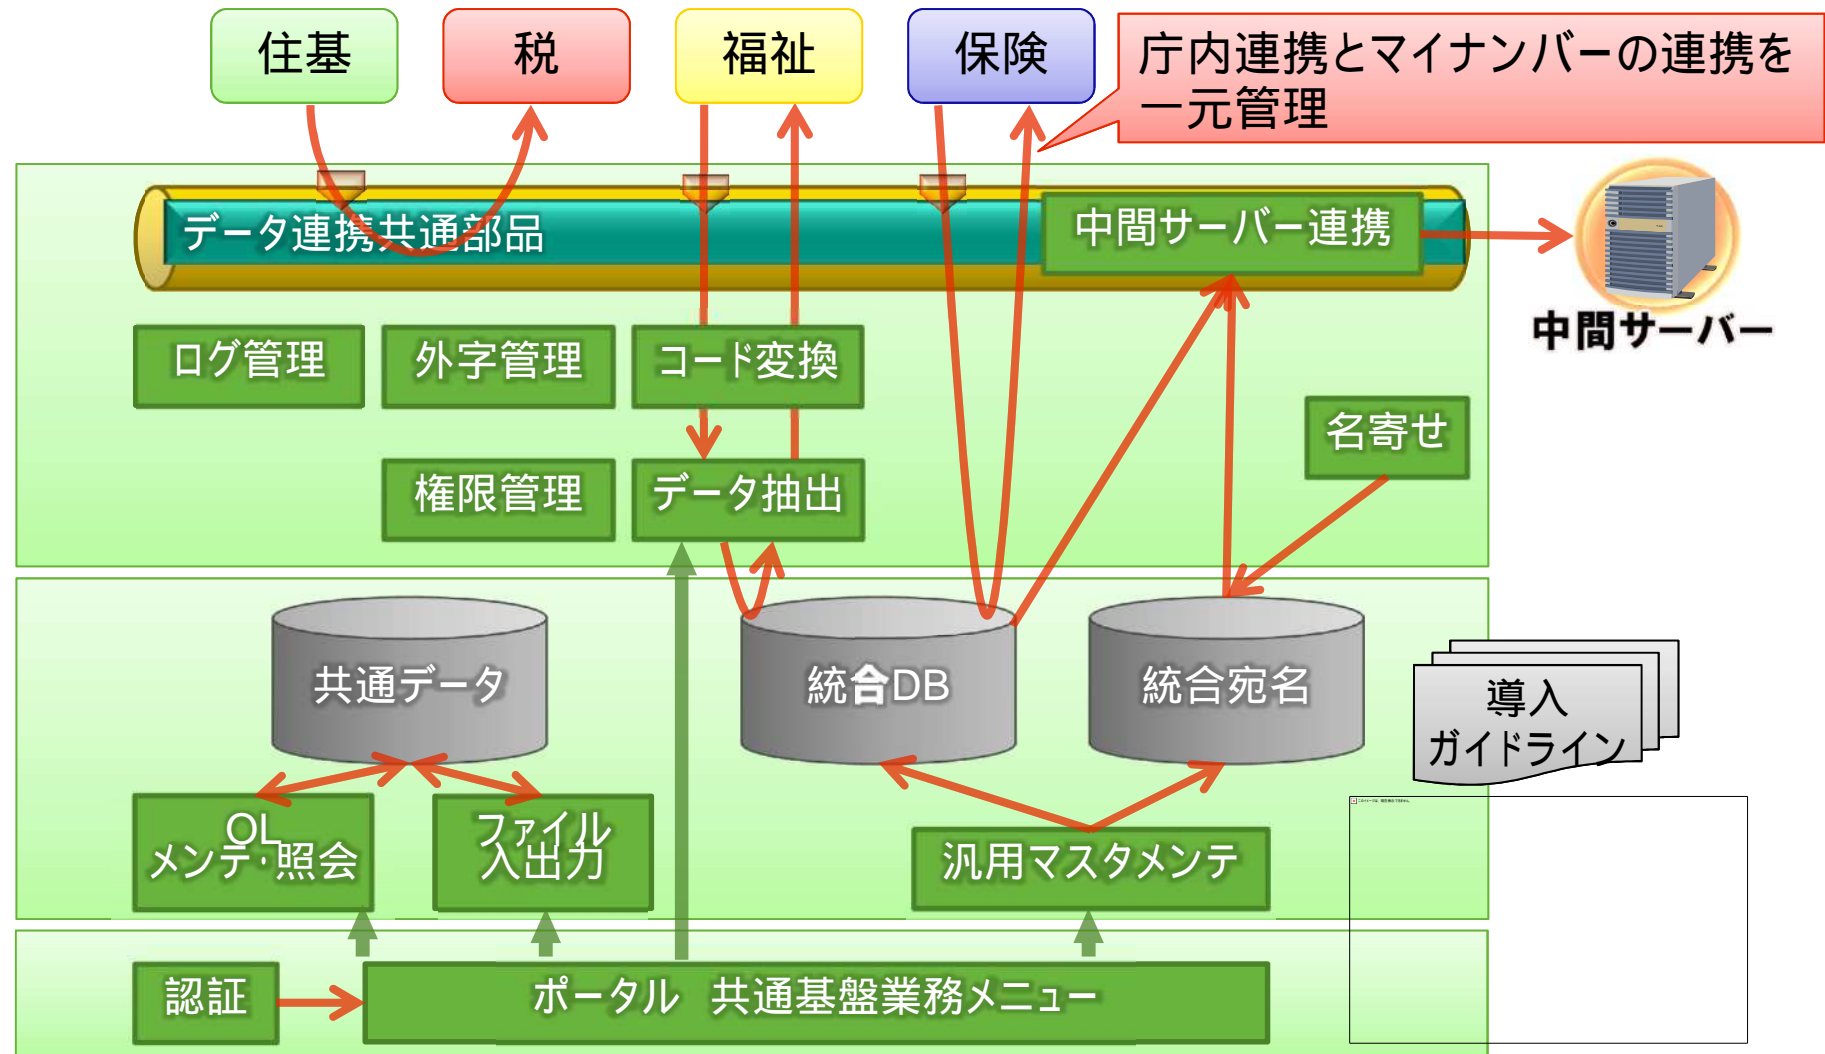 住基
税
福祉
保険
庁内連携とマイナンバーの連携を
一元管理
データ連携共通部品
中間サーバー連携
中間サーバー
ログ管理
外字管理
コード変換
名寄せ
権限管理
データ抽出
共通データ
統合DB
統合宛名
導入
ガイドライン
OL
メンテ・照会
ファイル
入出力
汎用マスタメンテ
認証
ポータル　共通基盤業務メニュー